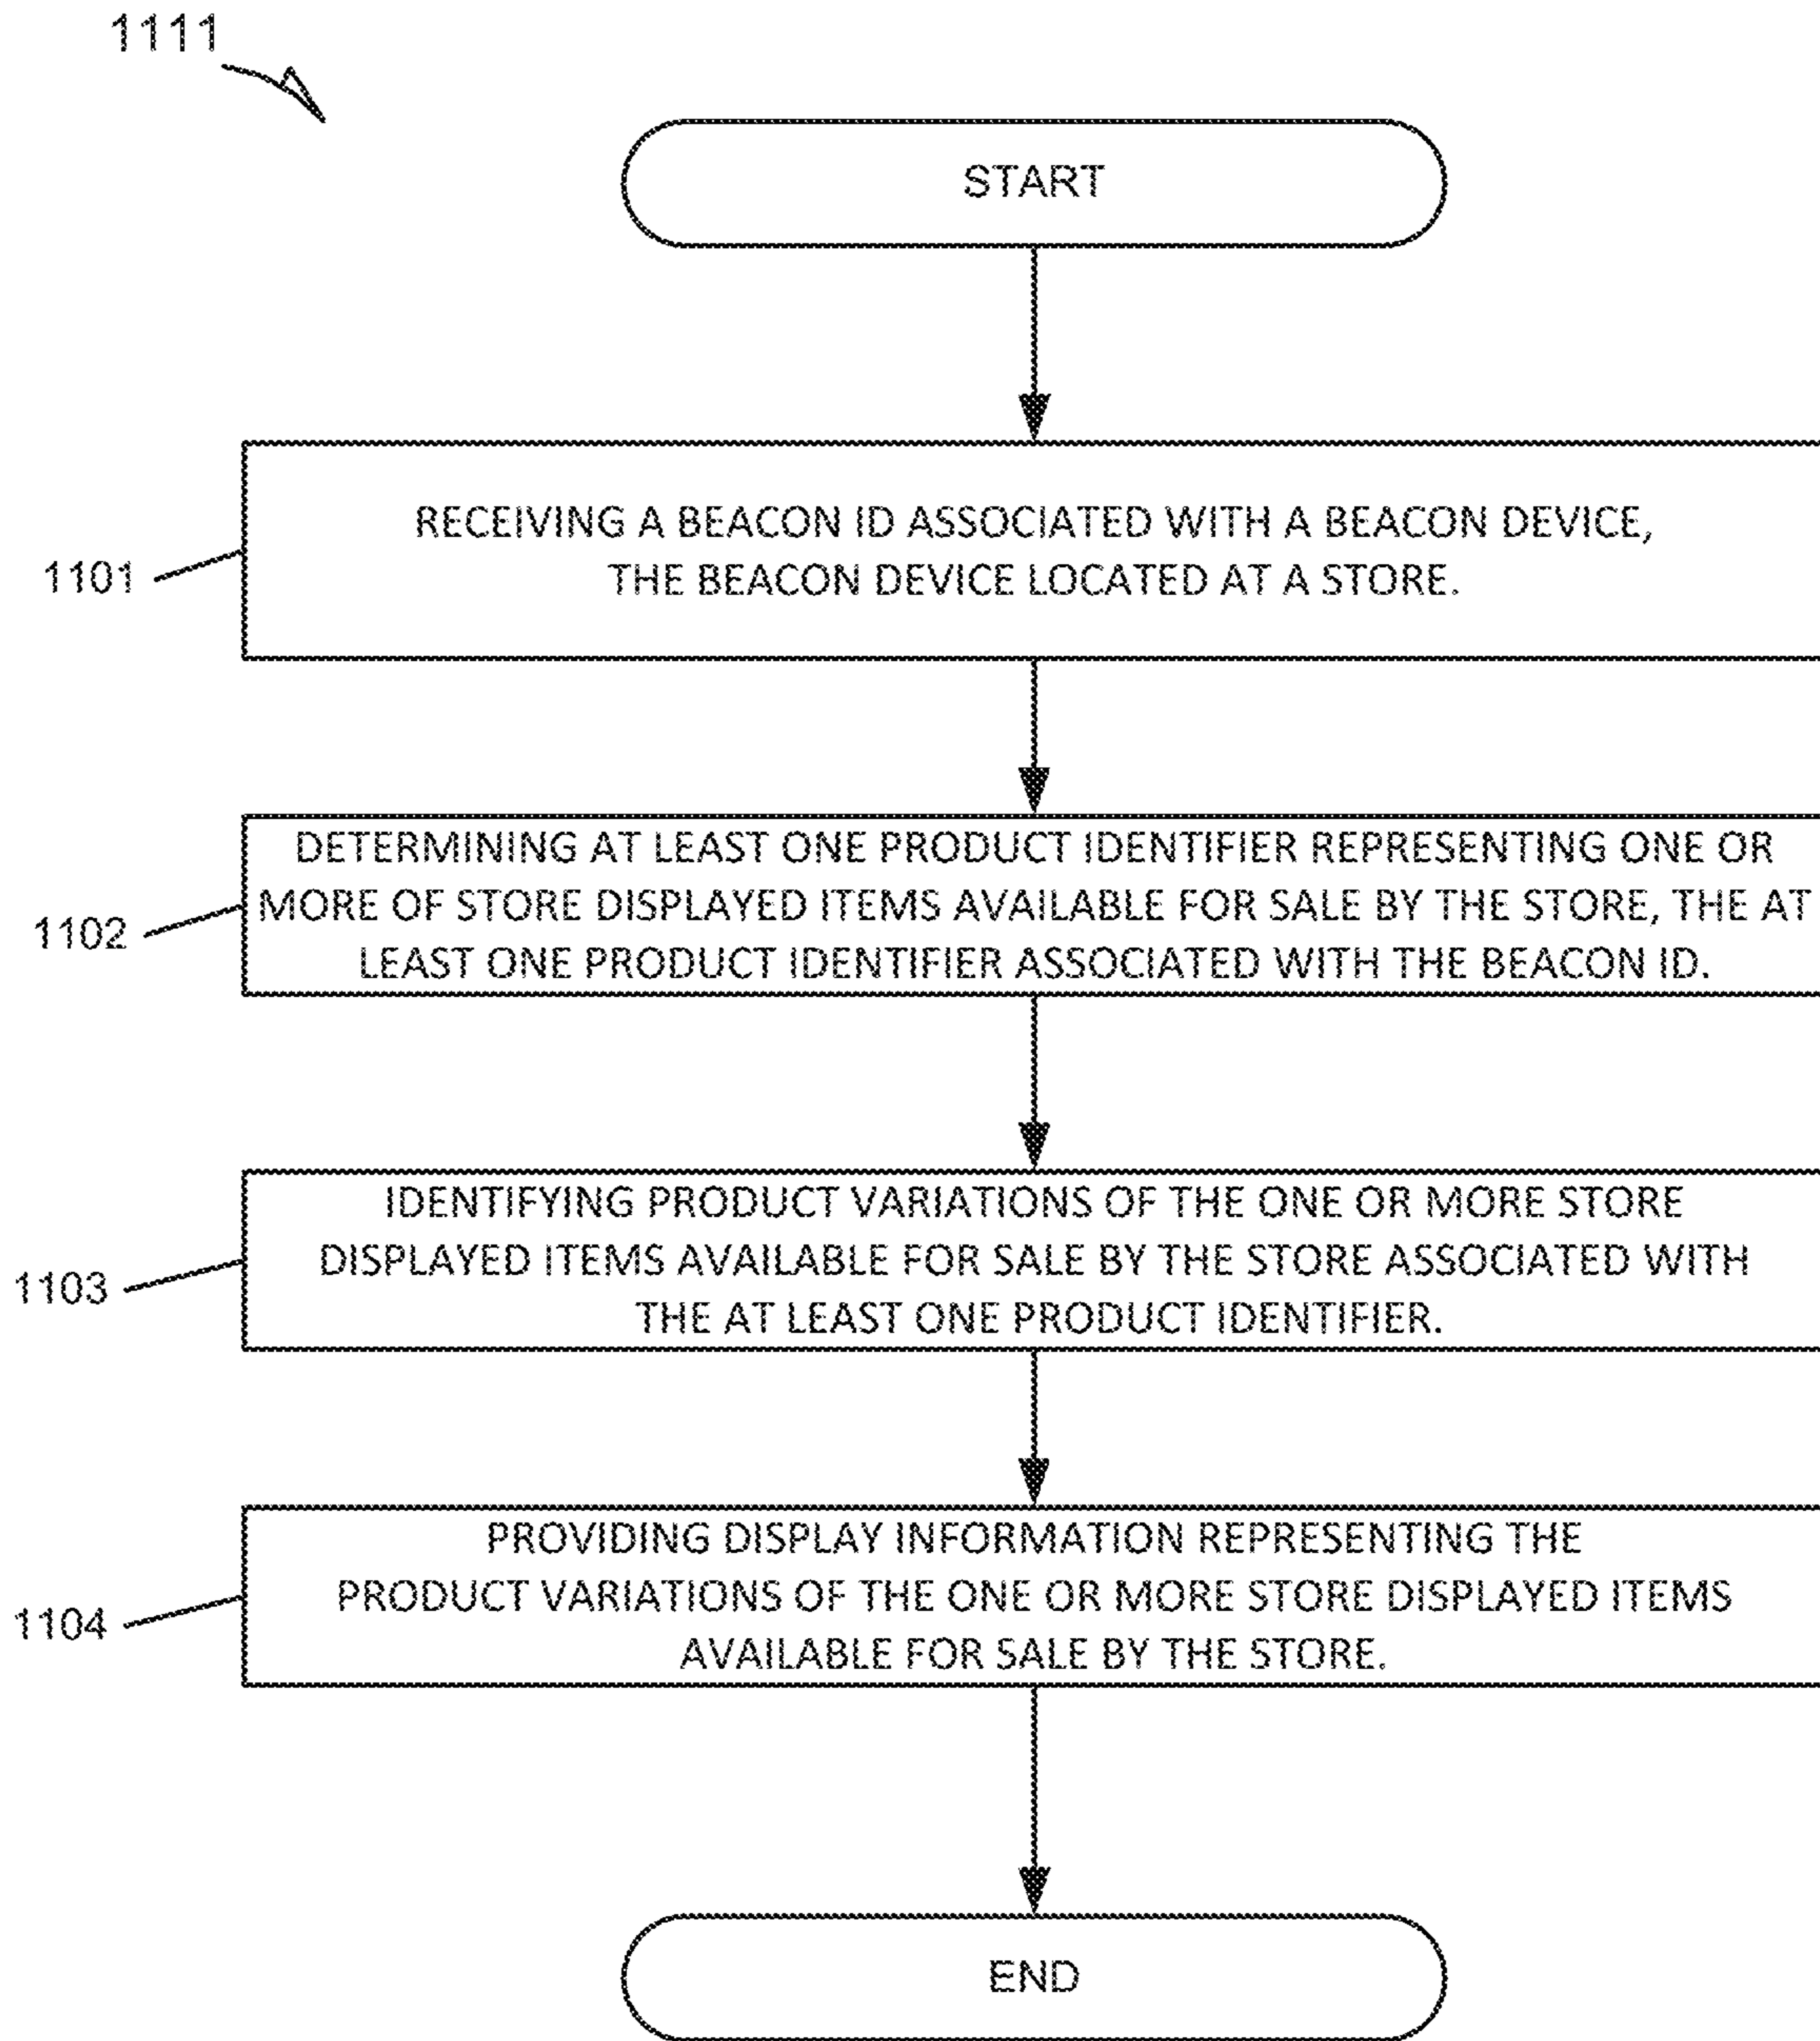 1111
START
1101
RECEIVING A BEACON ID ASSOCIATED WITH A BEACON DEVICE,
THE BEACON DEVICE LOCATED AT A STORE.
1102
DETERMINING AT LEAST ONE PRODUCT IDENTIFIER REPRESENTING ONE OR
MORE OF STORE DISPLAYED ITEMS AVAILABLE FOR SALE BY THE STORE, THE AT
LEAST ONE PRODUCT IDENTIFIER ASSOCIATED WITH THE BEACON ID.
1103
IDENTIFYING PRODUCT VARIATIONS OF THE ONE OR MORE STORE
DISPLAYED ITEMS AVAILABLE FOR SALE BY THE STORE ASSOCIATED WITH
THE AT LEAST ONE PRODUCT IDENTIFIER.
1104
PROVIDING DISPLAY INFORMATION REPRESENTING THE
PRODUCT VARIATIONS OF THE ONE OR MORE STORE DISPLAYED ITEMS
AVAILABLE FOR SALE BY THE STORE.
END